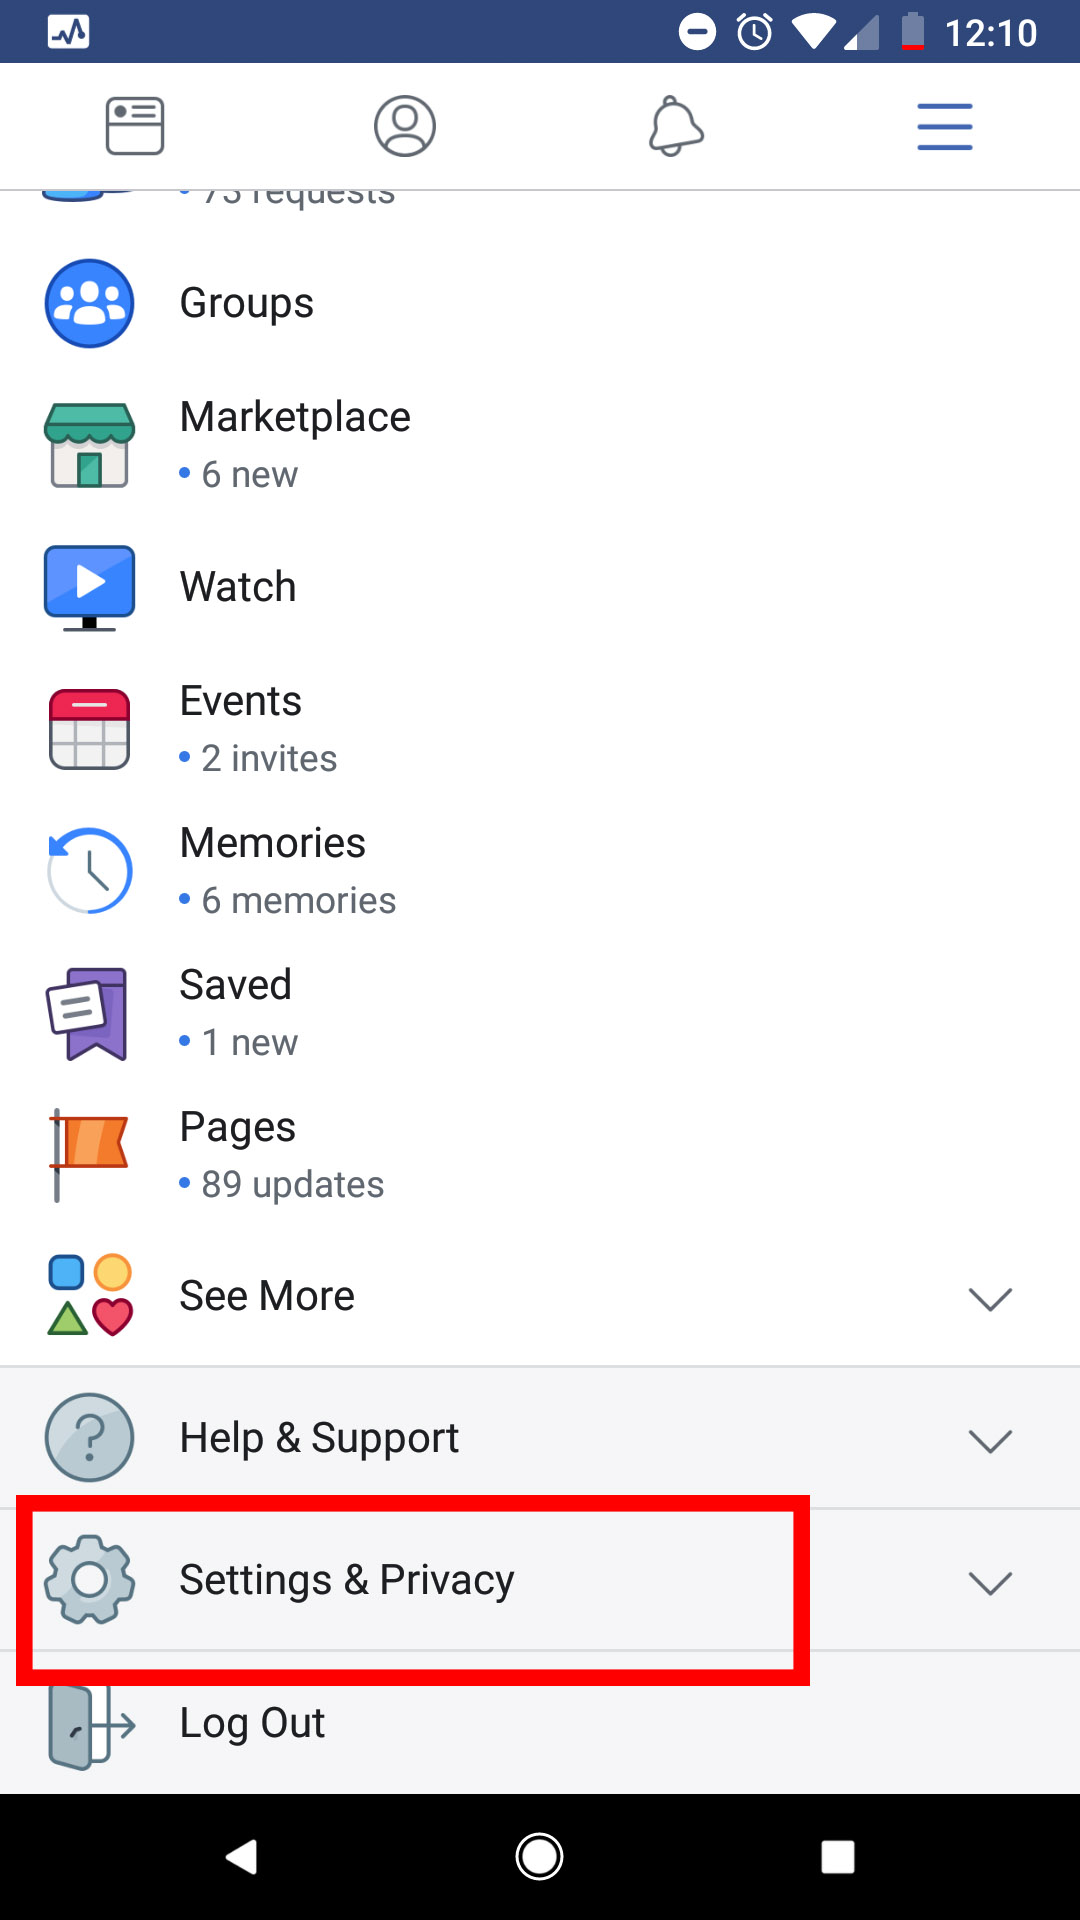 12:10
73 requests
Groups
Marketplace
6 new
Watch
Events
2 invites
Memories
6 memories
Saved
1 new
Pages
89 updates
See More
Help & Support
Settings & Privacy
Log Out